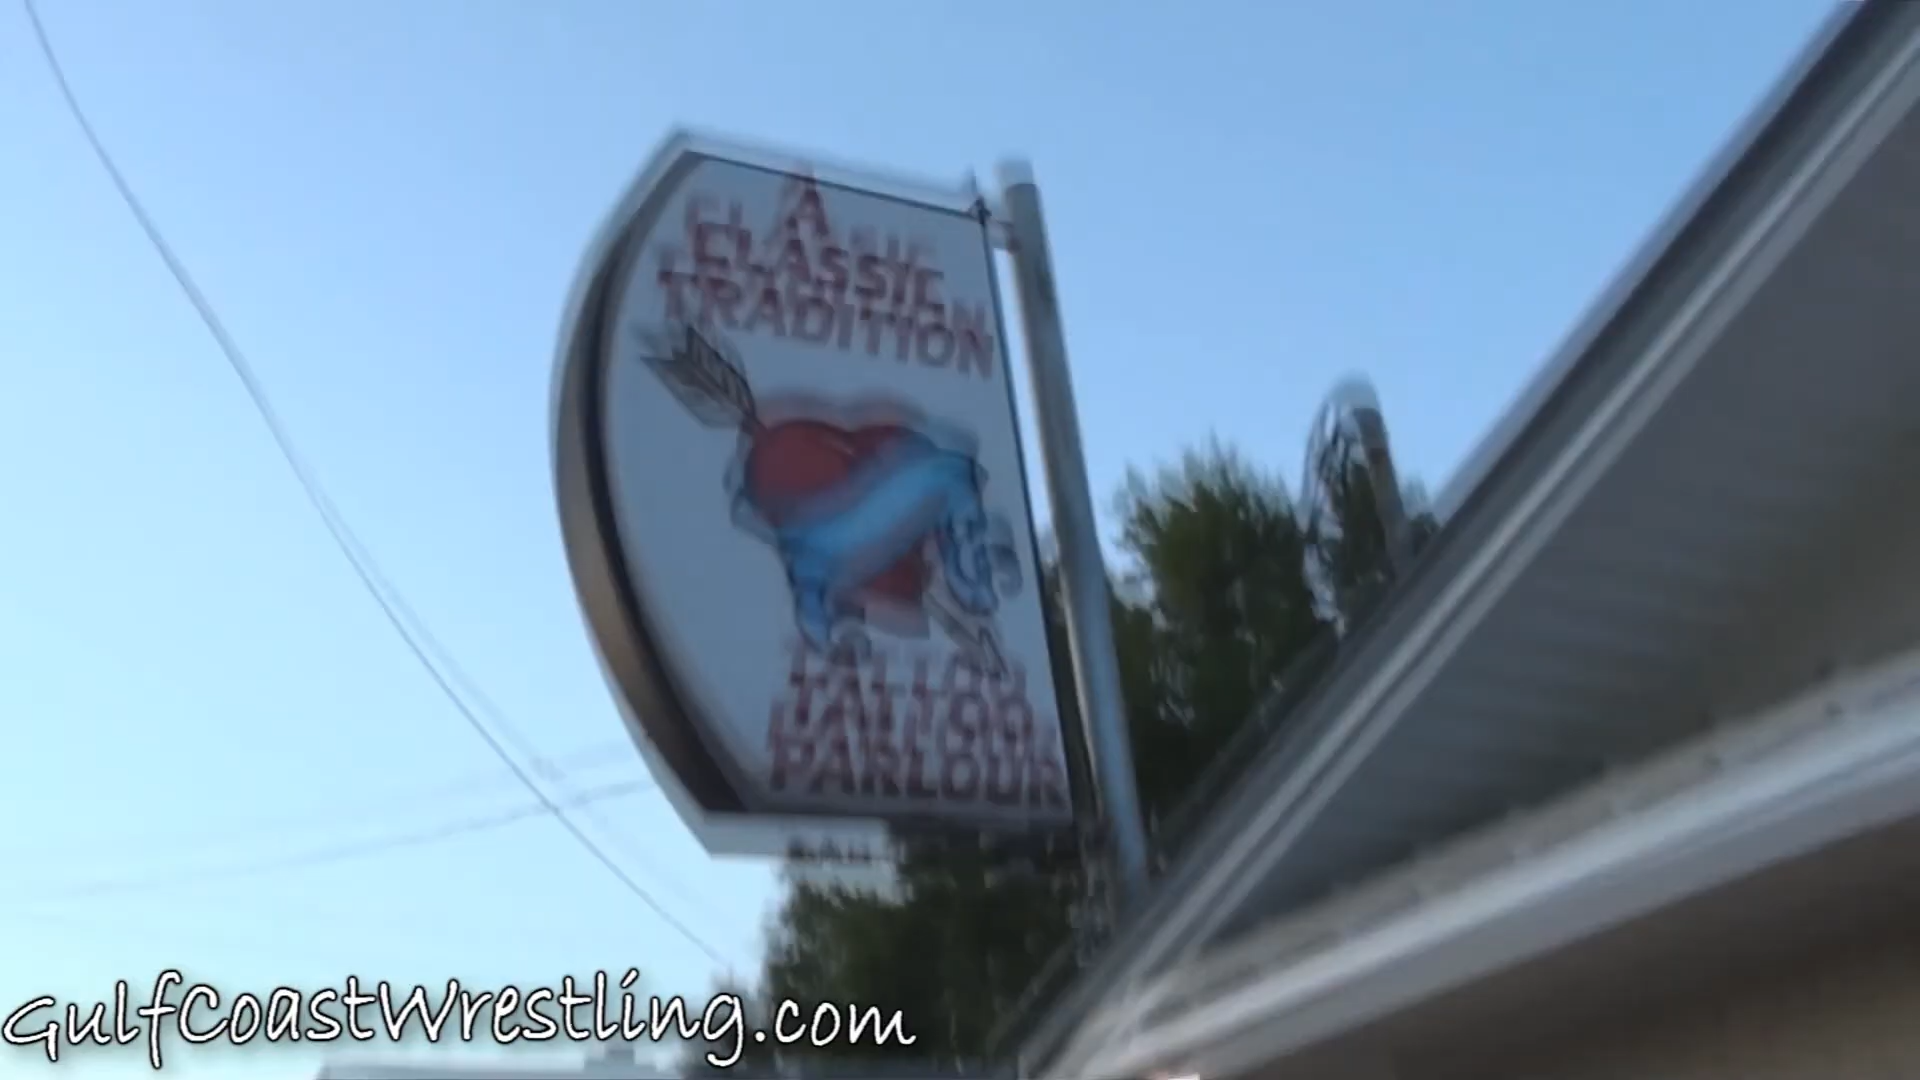 A
CLASSIC
TRADITION
TATTOO
PARLOUR
GulfCoastWrestling.com